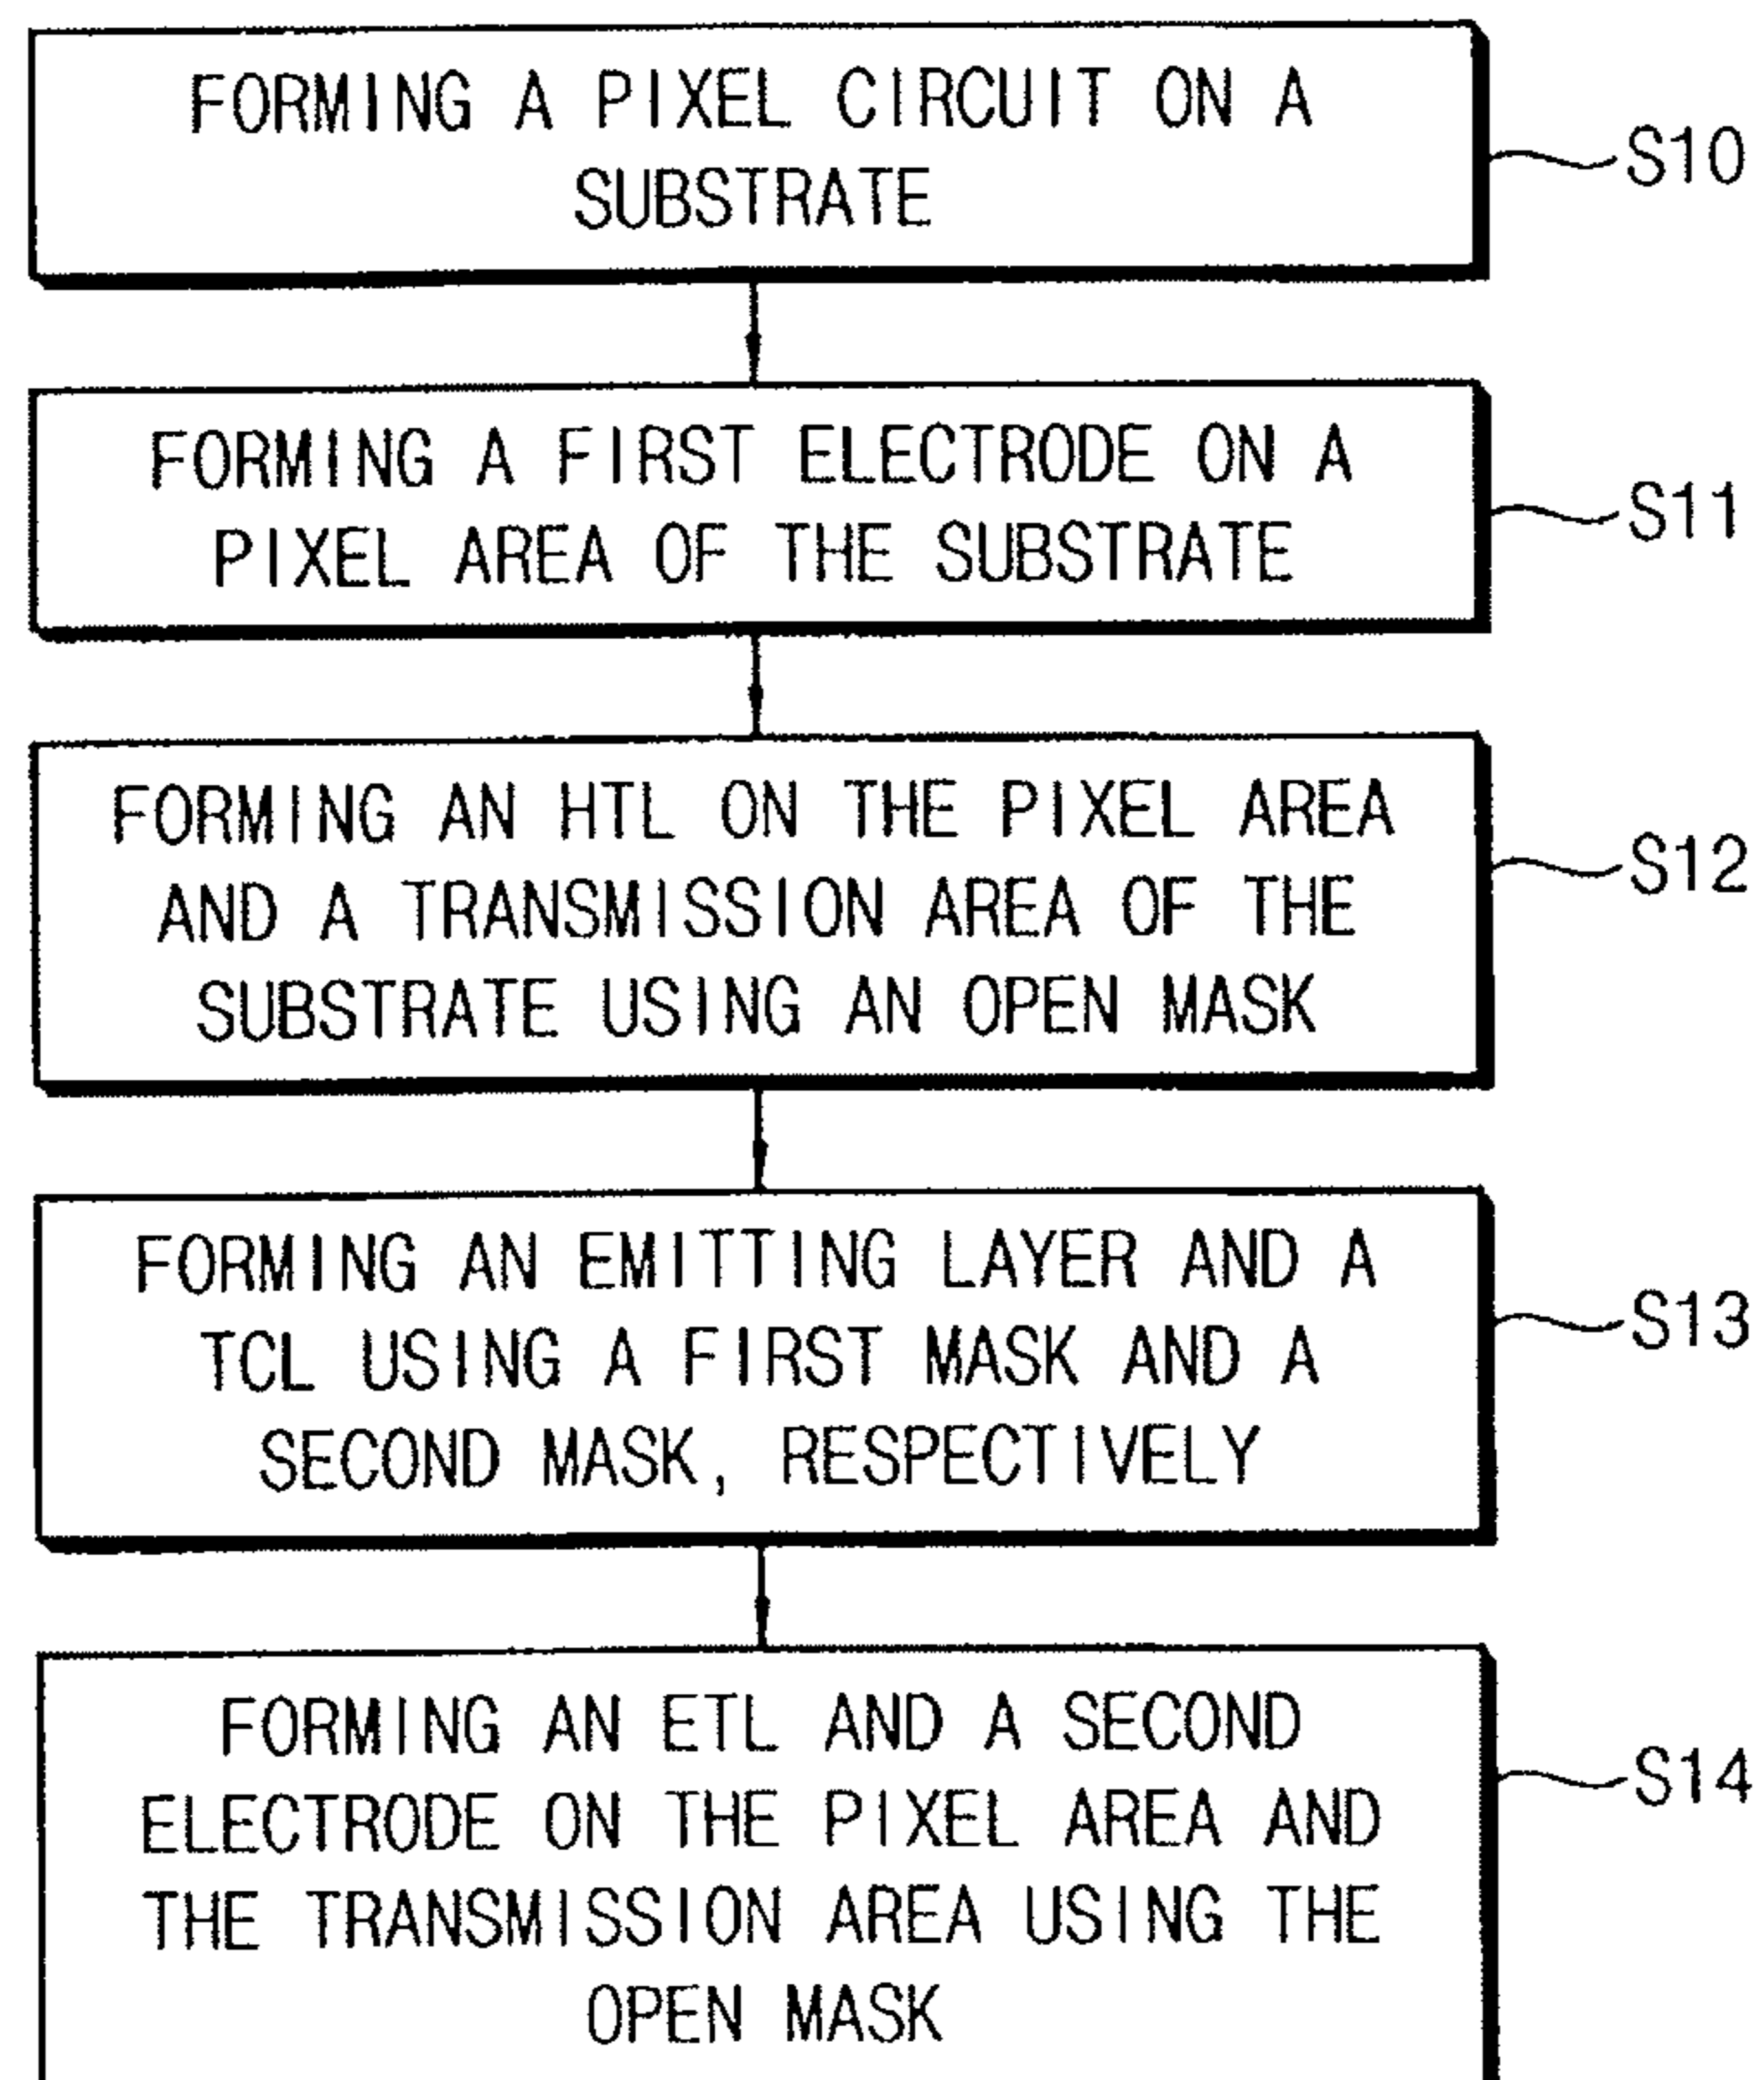 FORMING A PIXEL CIRCUIT ON A
SUBSTRATE
S10
FORMING A FIRST ELECTRODE ON A
PIXEL AREA OF THE SUBSTRATE
S11
FORMING AN HTL ON THE PIXEL AREA
AND A TRANSMISSION AREA OF THE
SUBSTRATE USING AN OPEN MASK
S12
FORMING AN EMITTING LAYER AND A
TCL USING A FIRST MASK AND A
SECOND MASK, RESPECTIVELY
S13
FORMING AN ETL AND A SECOND
ELECTRODE ON THE PIXEL AREA AND
THE TRANSMISSION AREA USING THE
OPEN MASK
S14